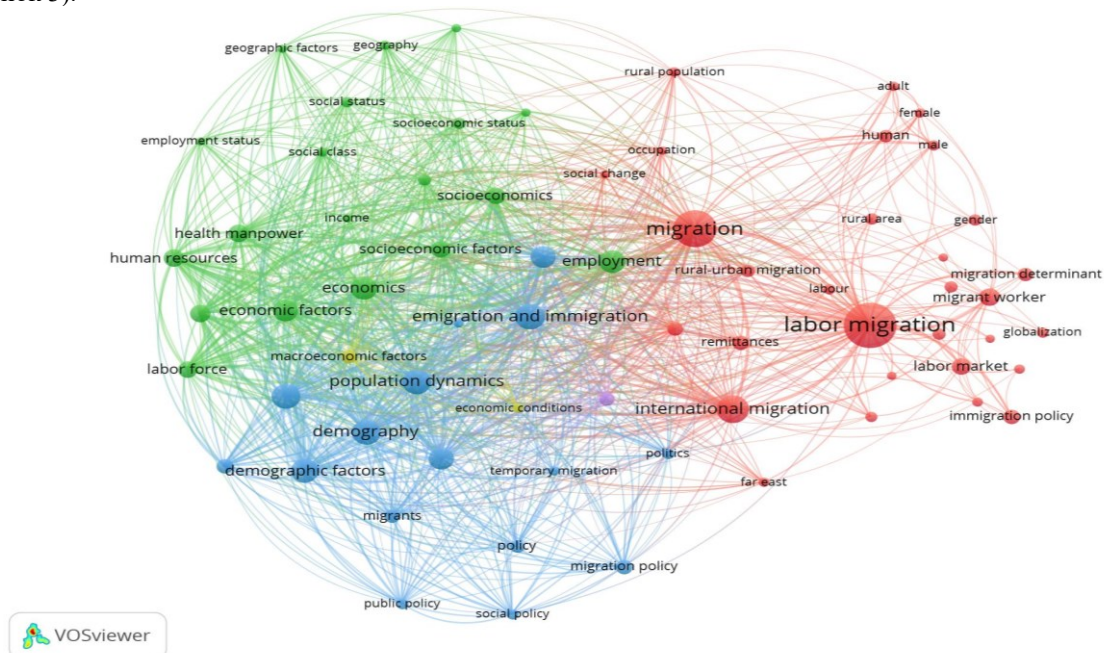 geographic factors
geography
rural population
adult
social status
female
socioeconomic status
human
employment status
male
social class
occupation
social change
socioeconomics
income
rural area
gender
health manpower
migration
human resources
socioeconomic factors
employment
rural-urban migration
migration determinant
economics
labour
migrant worker
economic factors
emigration and immigration
labor migration
globalization
remittances
macroeconomic factors
labor force
labor market
population dynamics
economic conditions
international migration
immigration policy
demography
politics
demographic factors
temporary migration
far east
migrants
policy
migration policy
public policy
social policy
VOSviewer